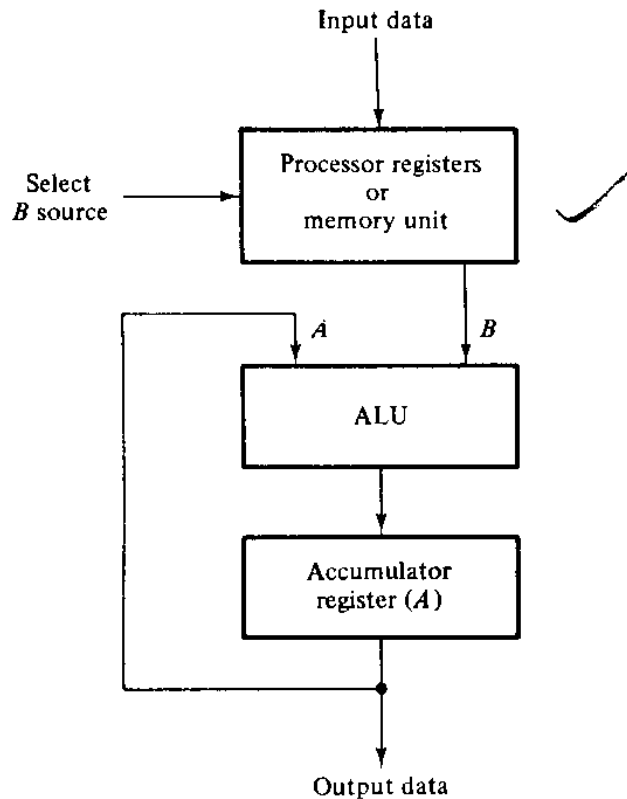 Input data
Processor registers
or
memory unit
Select
B source
A
B
ALU
Accumulator
register (A)
Output data